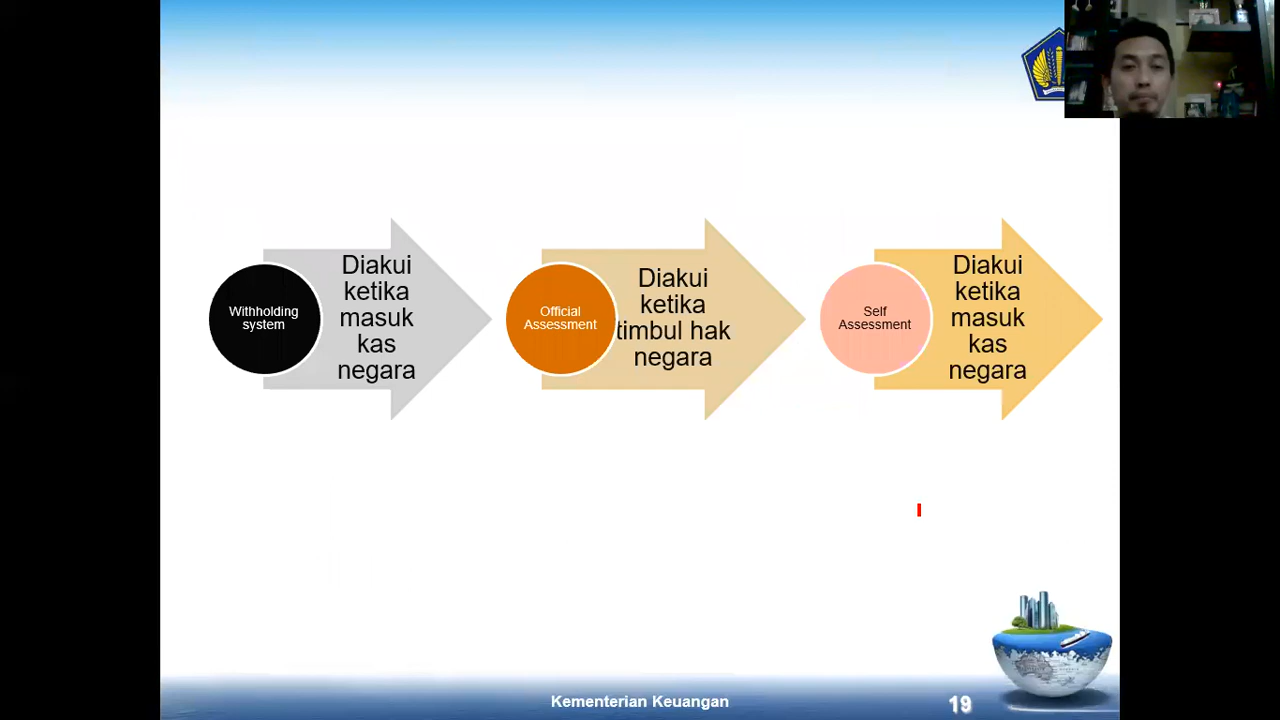 Withholding
system
Diakui
ketika
masuk
kas
negara
Official
Assessment
Diakui
ketika
timbul hak
negara
Self
Assessment
Diakui
ketika
masuk
kas
negara
Kementerian Keuangan
19